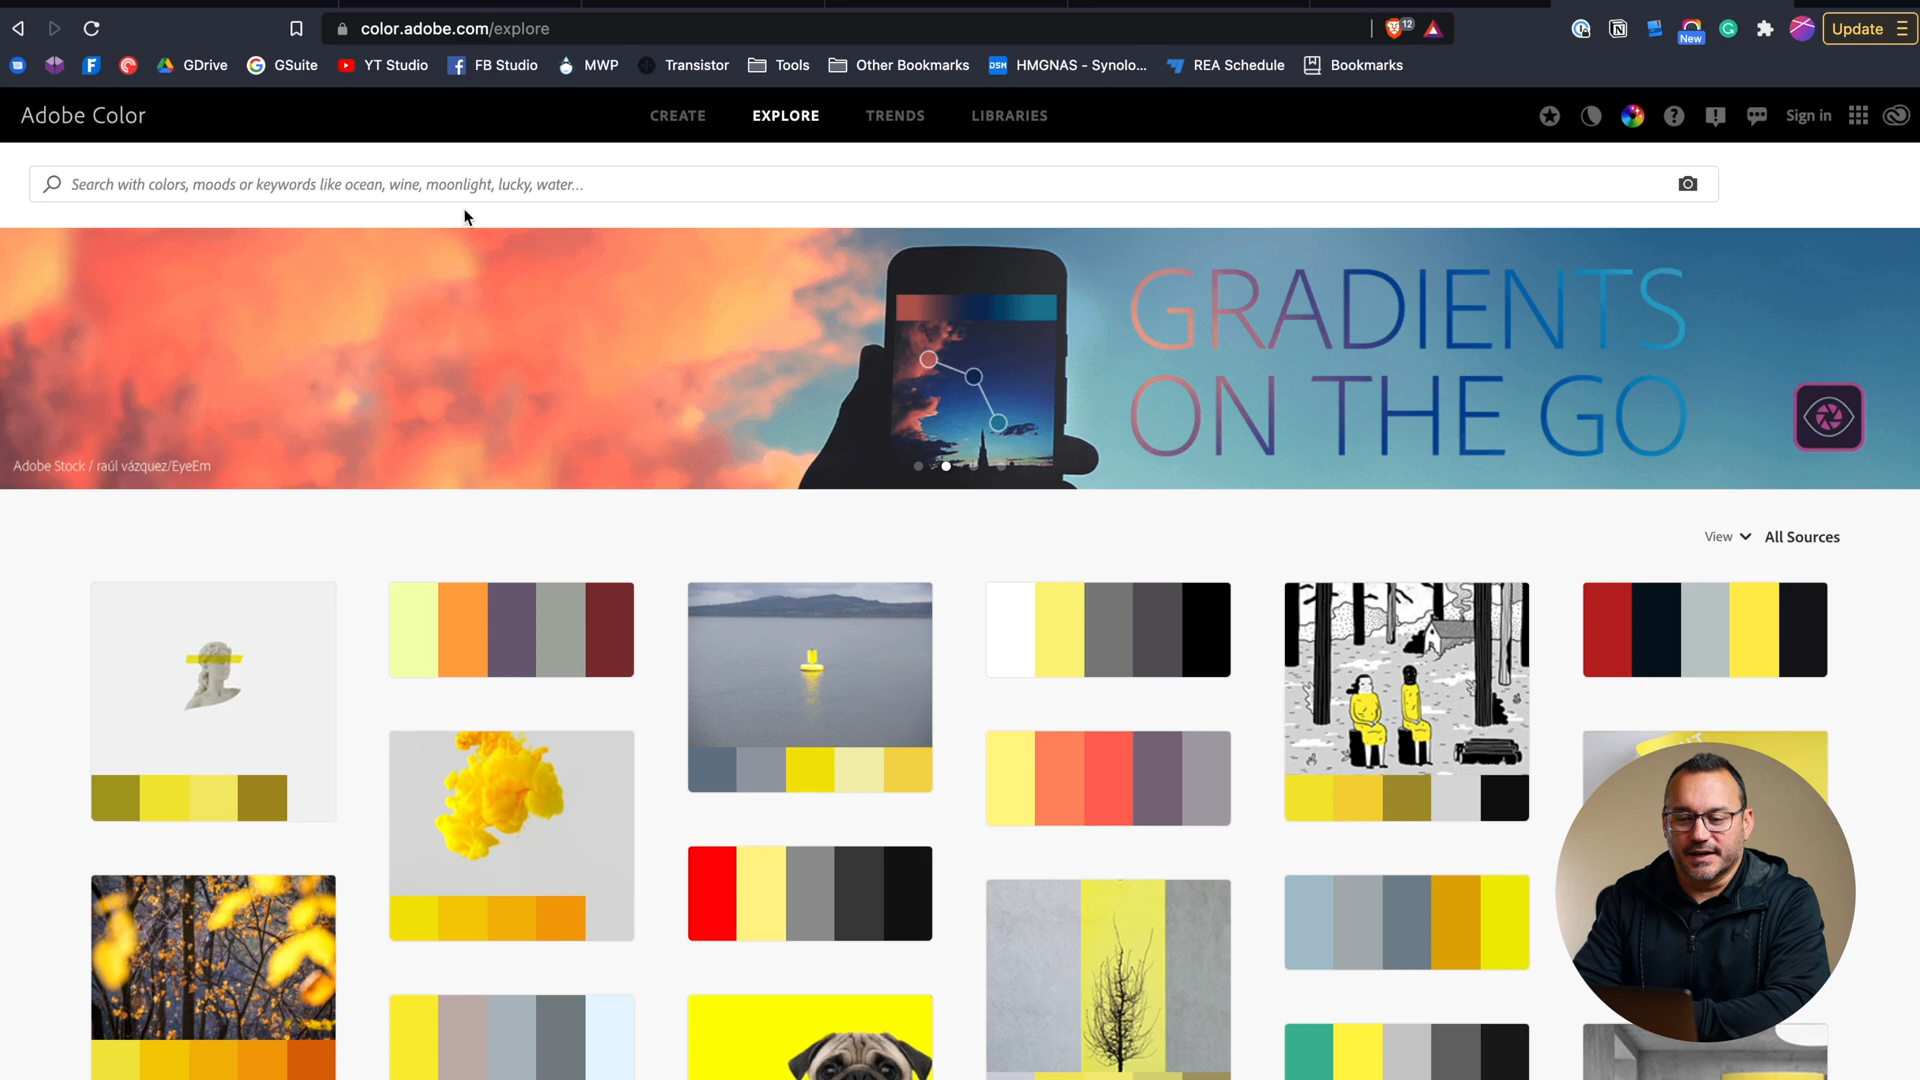 color.adobe.com/explore
12
New
Update
GDrive
GSuite
YT Studio
FB Studio
MWP
Transistor
Tools
Other Bookmarks
DSM
HMGNAS - Synolo...
REA Schedule
Bookmarks
Adobe Color
CREATE
EXPLORE
TRENDS
LIBRARIES
Sign in
Search with colors, moods or keywords like ocean, wine, moonlight, lucky, water...
GRADIENTS
ON THE GO
Adobe Stock / raúl vázquez/EyeEm
View
All Sources